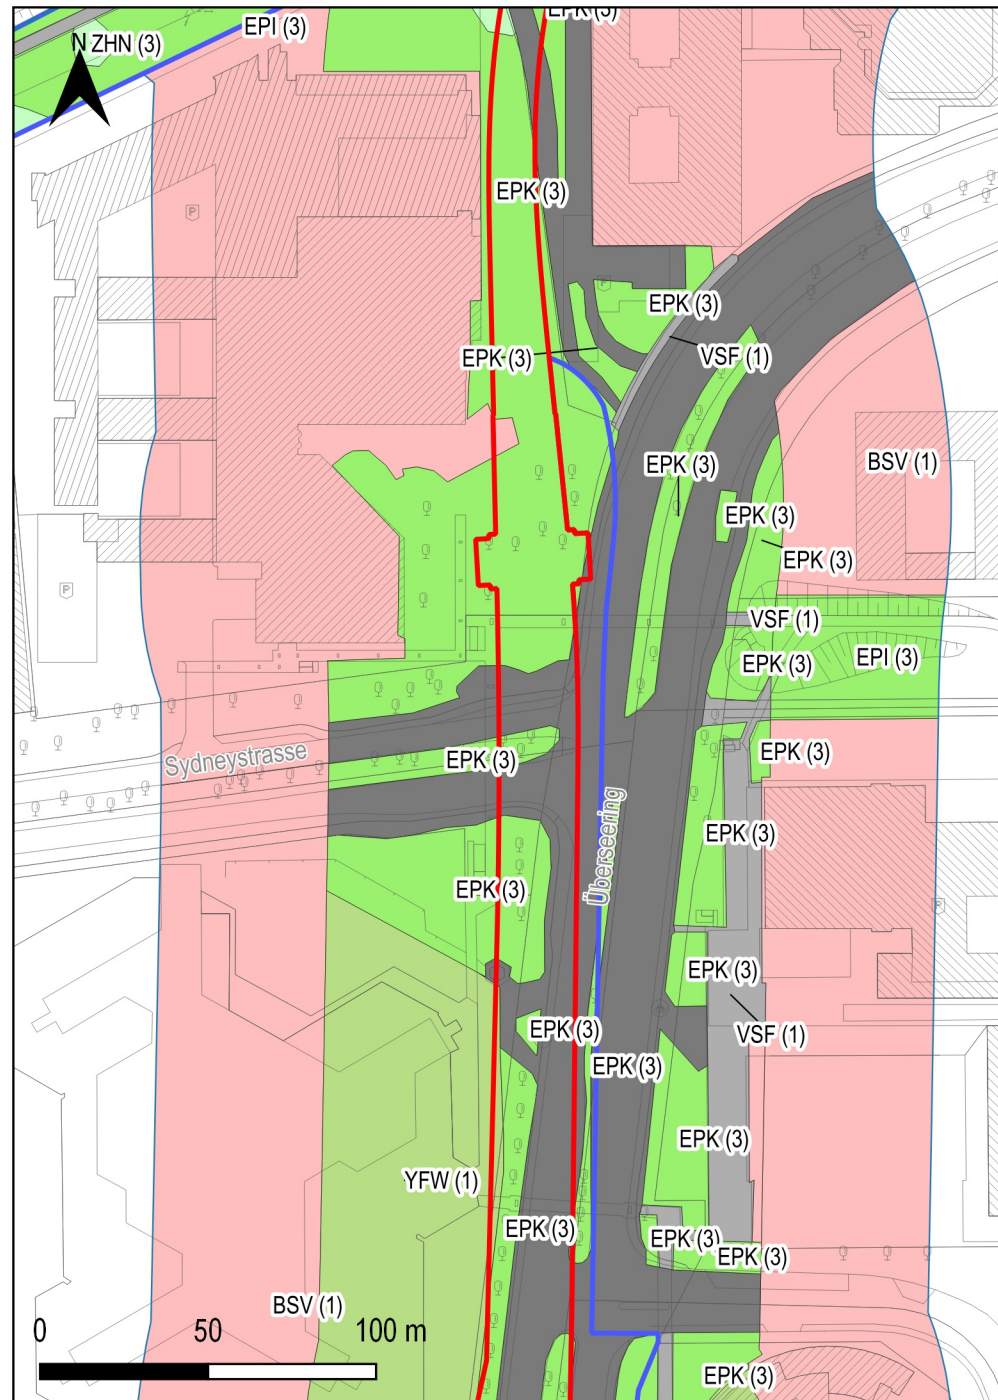 EPK (3)
EPI (3)
N
ZHN (3)
P
EPK (3)
P
EPK (3)
EPK (3)
VSF (1)
EPK (3)
BSV (1)
EPK (3)
EPK (3)
P
VSF (1)
EPK (3)
EPI (3)
Sydneystrasse
EPK (3)
EPK (3)
Überseering
EPK (3)
EPK (3)
P
EPK (3)
EPK (3)
VSF (1)
EPK (3)
EPK (3)
YFW (1)
EPK (3)
EPK (3)
EPK (3)
BSV (1)
0 50 100 m
EPK (3)